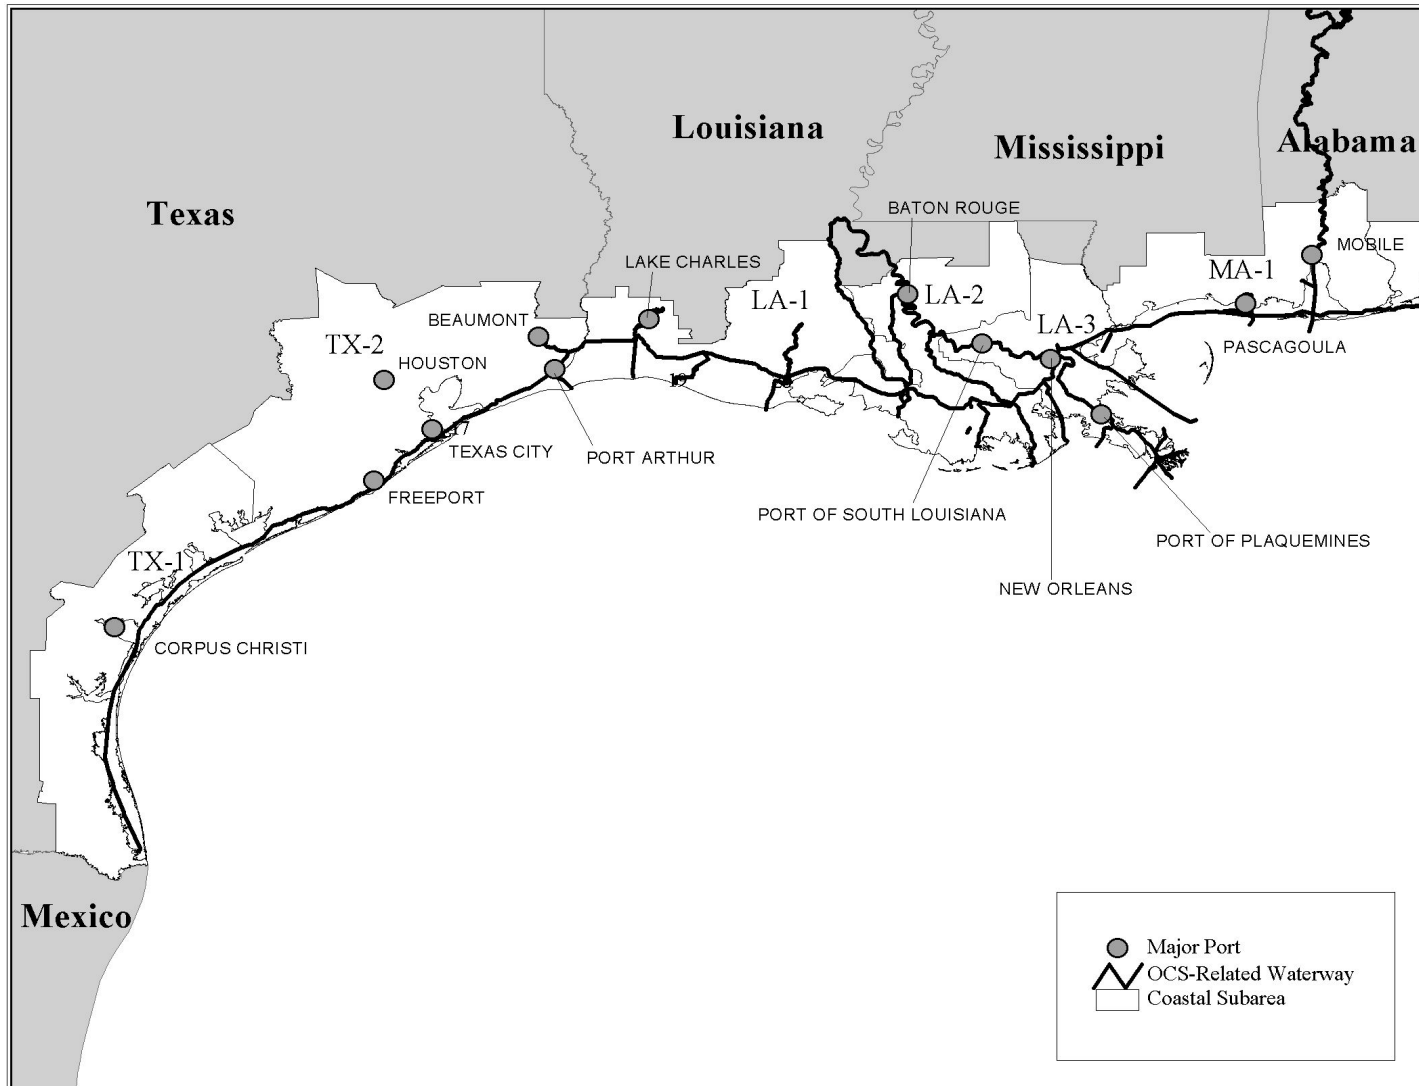 Louisiana
Mississippi
Alabama
Texas
BATON ROUGE
MOBILE
LAKE CHARLES
MA-1
LA-1
LA-2
BEAUMONT
LA-3
TX-2
PASCAGOULA
HOUSTON
TEXAS CITY
PORT ARTHUR
FREEPORT
PORT OF SOUTH LOUISIANA
PORT OF PLAQUEMINES
TX-1
NEW ORLEANS
CORPUS CHRISTI
Mexico
Major Port
OCS-Related Waterway
Coastal Subarea